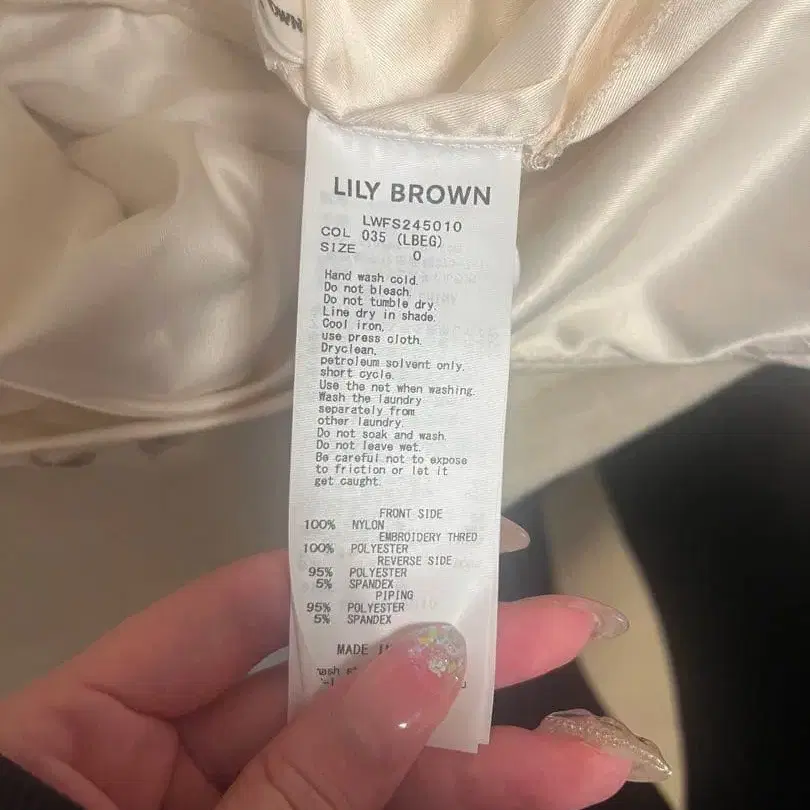 OWN
LILY BROWN
LWFS245010
COL 035 (LBEG)
SIZE 0
Hand wash cold.
Do not bleach.
Do not tumble dry.
Line dry in shade.
Cool iron.
Use press cloth.
Dryclean.
petroleum solvent only.
short cycle.
Use the net when washing.
Wash the laundry
separately from
other laundry.
Do not soak and wash.
Do not leave wet.
Be careful not to expose
to friction or let it
get caught.
FRONT SIDE
100% NYLON
EMBROIDERY THRED
100% POLYESTER
REVERSE SIDE
95% POLYESTER
5% SPANDEX
PIPING
95% POLYESTER
5% SPANDEX
MADE